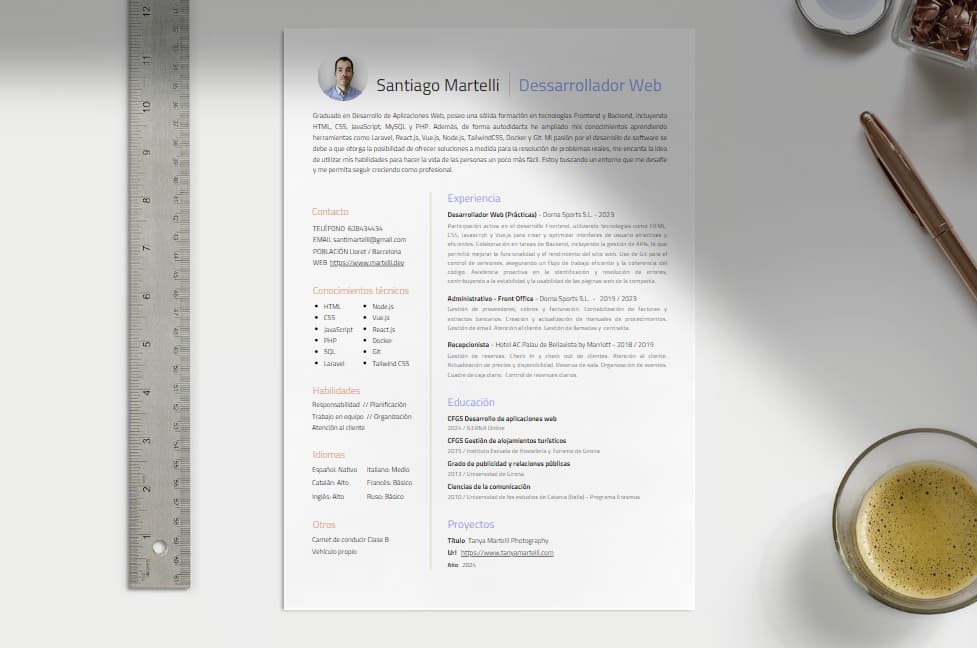 Santiago Martelli
Dessarrollador Web
Graduado en Desarrollo de Aplicaciones Web, poseo una sólida formación en tecnologías Frontend y Backend, incluyendo
HTML, CSS, JavaScript, MySQL y PHP. Además, de forma autodidacta he ampliado mis conocimientos aprendiendo
herramientas como Laravel, React.js, Vue.js, Node.js, TailwindCSS, Docker y Git. Mi pasión por el desarrollo de software se
debe a que otorga la posibilidad de ofrecer soluciones a medida para la resolución de problemas reales, me encanta la idea
de utilizar mis habilidades para hacer la vida de las personas un poco más fácil. Estoy buscando un entorno que me desafíe
y me permita seguir creciendo como profesional.
Contacto
TELÉFONO 628434434
EMAIL:santimartelli@gmail.com
POBLACIÓN Lloret / Barcelona
WEB https://www.martelli.dev
Conocimientos técnicos
HTML
CSS
JavaScript
PHP
SQL
Laravel
Node.js
Vue.js
React.js
Docker
Git
Tailwind CSS
Habilidades
Responsabilidad // Planificación
Trabajo en equipo // Organización
Atención al cliente
Idiomas
Español: Nativo Italiano: Medio
Catalán: Alto Francés: Básico
Inglés: Alto Ruso: Básico
Otros
Carnet de conducir Clase B
Vehículo propio
Experiencia
Desarrollador Web (Prácticas) - Dorna Sports S.L. - 2023
Participación activa en el desarrollo Frontend, utilizando tecnologías como HTML,
CSS, Javascript y Vue.js para crear y optimizar interfaces de usuario atractivas y
eficientes. Colaboración en tareas de Backend, incluyendo la gestión de APIs, lo que
permitió mejorar la funcionalidad y el rendimiento del sitio web. Uso de Git para el
control de versiones, asegurando un flujo de trabajo eficiente y la coherencia del
código. Asistencia proactiva en la identificación y resolución de errores,
contribuyendo a la estabilidad y la usabilidad de las páginas web de la compañía.
Administrativo - Front Office - Dorna Sports S.L. - 2019 / 2023
Gestión de proveedores, cobros y facturación. Contabilización de facturas y
extractos bancarios. Creación y actualización de manuales de procedimientos.
Gestión de email. Atención al cliente. Gestión de llamadas y centralita.
Recepcionista - Hotel AC Palau de Bellavista by Marriott - 2018 / 2019
Gestión de reservas. Check in y check out de clientes. Atención al cliente.
Actualización de precios y disponibilidad. Reserva de sala. Organización de eventos.
Cuadre de caja diario. Control de reservas diarias.
Educación
CFGS Desarrollo de aplicaciones web
2024 / ILERNA Online
CFGS Gestión de alojamientos turísticos
2015 / Instituto Escuela de Hostelería y Turismo de Girona
Grado de publicidad y relaciones públicas
2013 / Universidad de Girona
Ciencias de la comunicación
2010 / Universidad de los estudios de Catania (Italia) - Programa Erasmus
Proyectos
Título Tanya Martelli Photography
Url https://www.tanyamartelli.com
Año 2024
12
11
10
9
8
7
6
5
4
3
2
1